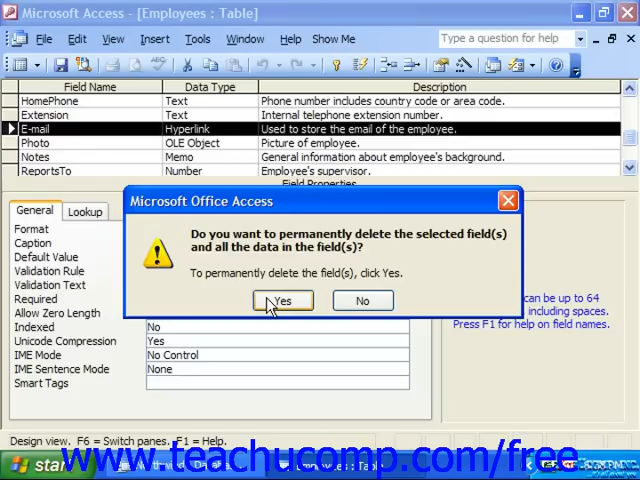 Microsoft Access - [Employees : Table]
File Edit View Insert Tools Window Help Show Me Type a question for help
Field Name Data Type Description
HomePhone Text Phone number includes country code or area code.
Extension Text Internal telephone extension number.
E-mail Hyperlink Used to store the email of the employee.
Photo OLE Object Picture of employee.
Notes Memo General information about employee's background.
ReportsTo Number Employee's supervisor.
Field Properties
Microsoft Office Access
Do you want to permanently delete the selected field(s)
and all the data in the field(s)?
To permanently delete the field(s), click Yes.
Yes No
General Lookup
Format
Caption
Default Value
Validation Rule
Validation Text
Required
Allow Zero Length
Indexed No
Unicode Compression Yes
IME Mode No Control
IME Sentence Mode None
Smart Tags
can be up to 64
including spaces.
Press F1 for help on field names.
Design view. F6 = Switch panes. F1 = Help.
www.teachucomp.com/free
start